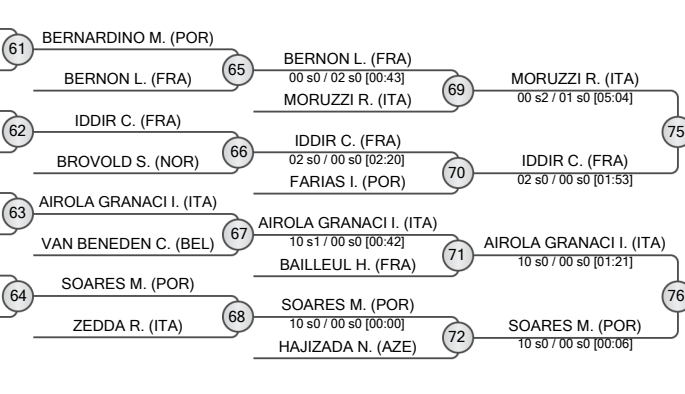 61
BERNARDINO M. (POR)
BERNON L. (FRA)
65
BERNON L. (FRA)
00 s0 / 02 s0 [00:43]
MORUZZI R. (ITA)
69
MORUZZI R. (ITA)
00 s2 / 01 s0 [05:04]
62
IDDIR C. (FRA)
BROVOLD S. (NOR)
66
IDDIR C. (FRA)
02 s0 / 00 s0 [02:20]
FARIAS I. (POR)
70
IDDIR C. (FRA)
02 s0 / 00 s0 [01:53]
75
63
AIROLA GRANACI I. (ITA)
VAN BENEDEN C. (BEL)
67
AIROLA GRANACI I. (ITA)
10 s1 / 00 s0 [00:42]
BAILLEUL H. (FRA)
71
AIROLA GRANACI I. (ITA)
10 s0 / 00 s0 [01:21]
64
SOARES M. (POR)
ZEDDA R. (ITA)
68
SOARES M. (POR)
10 s0 / 00 s0 [00:00]
HAJIZADA N. (AZE)
72
SOARES M. (POR)
10 s0 / 00 s0 [00:06]
76